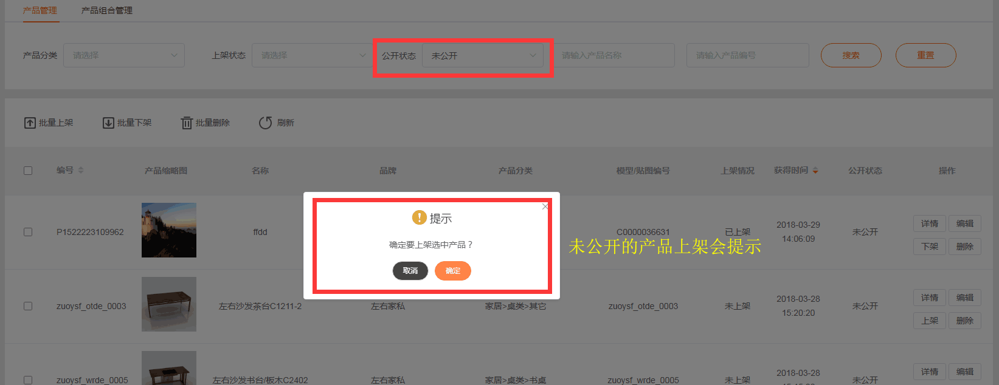 产品管理 产品组合管理
产品分类 请选择 上架状态 请选择 公开状态 未公开 请输入产品名称 请输入产品编号 搜索 重置
批量上架 批量下架 批量删除 刷新
编号 产品缩略图 名称 品牌 产品分类 模型/贴图编号 上架情况 获得时间 公开状态 操作
提示
确定要上架选中产品？
取消 确定
未公开的产品上架会提示
P1522223109962 ffdd C0000036631 已上架 2018-03-29 14:06:09 未公开 详情 编辑
下架 删除
zuoysf_otde_0003 左右沙发茶台C1211-2 左右家私 家居>桌类>其它 zuoysf_otde_0003 未上架 2018-03-28 15:20:20 未公开 详情 编辑
上架 删除
zuoysf_wrde_0005 左右沙发书台/板木C2402 左右家私 家居>桌类>书桌 zuoysf_wrde_0005 未上架 2018-03-28 未公开 详情 编辑